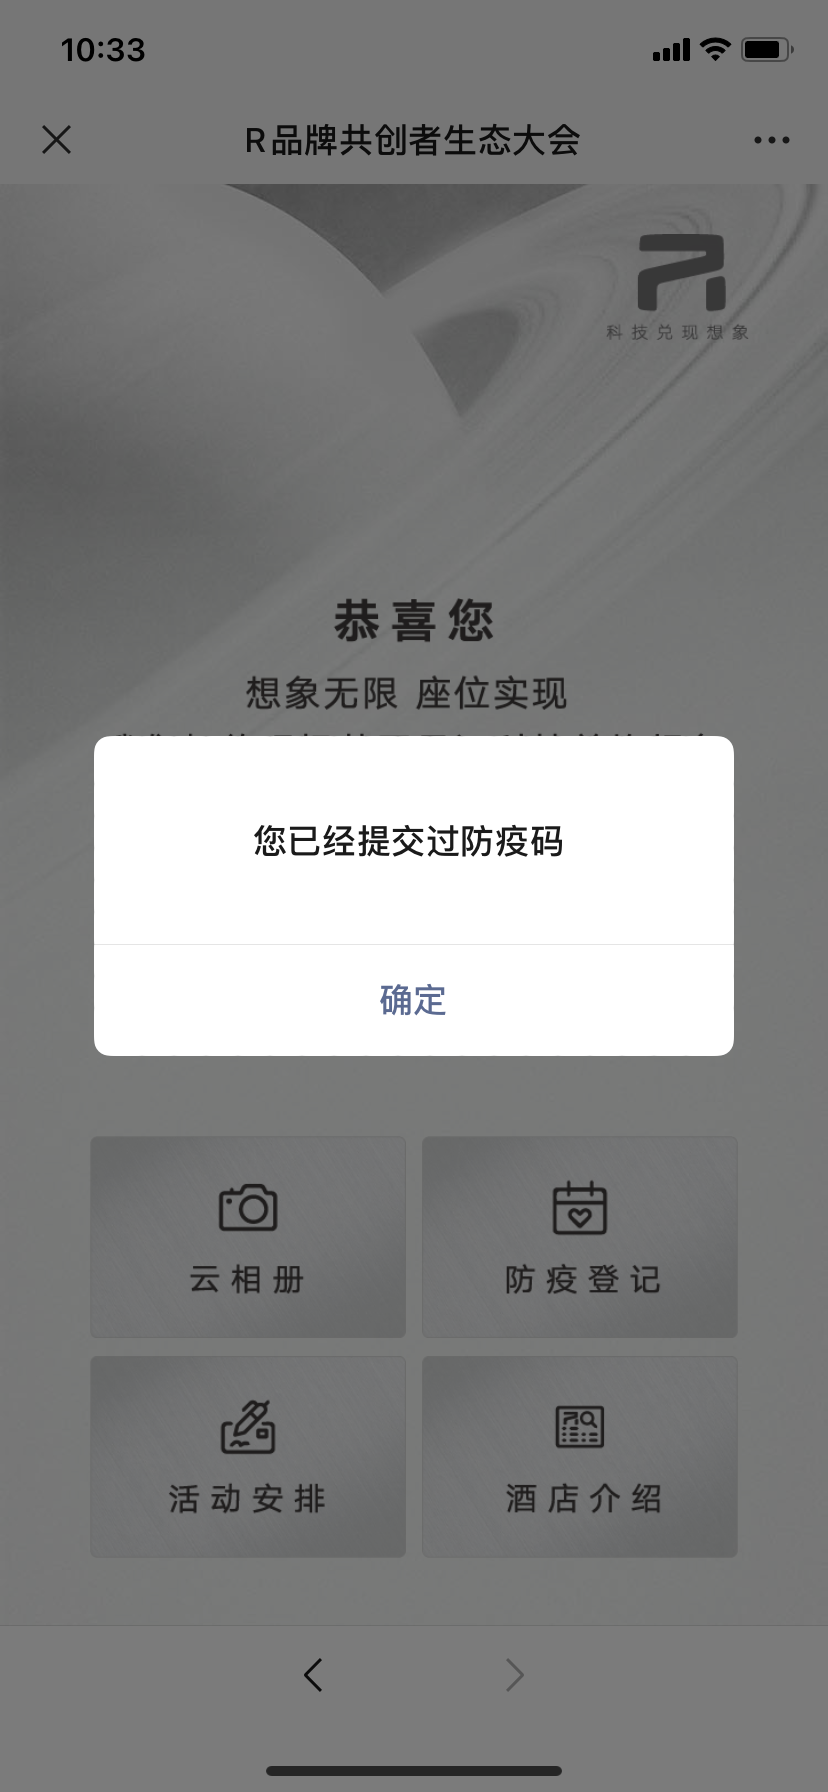 10:33
R品牌共创者生态大会
科技兑现想象
恭喜您
想象无限 座位实现
您已经提交过防疫码
确定
云相册
防疫登记
活动安排
酒店介绍